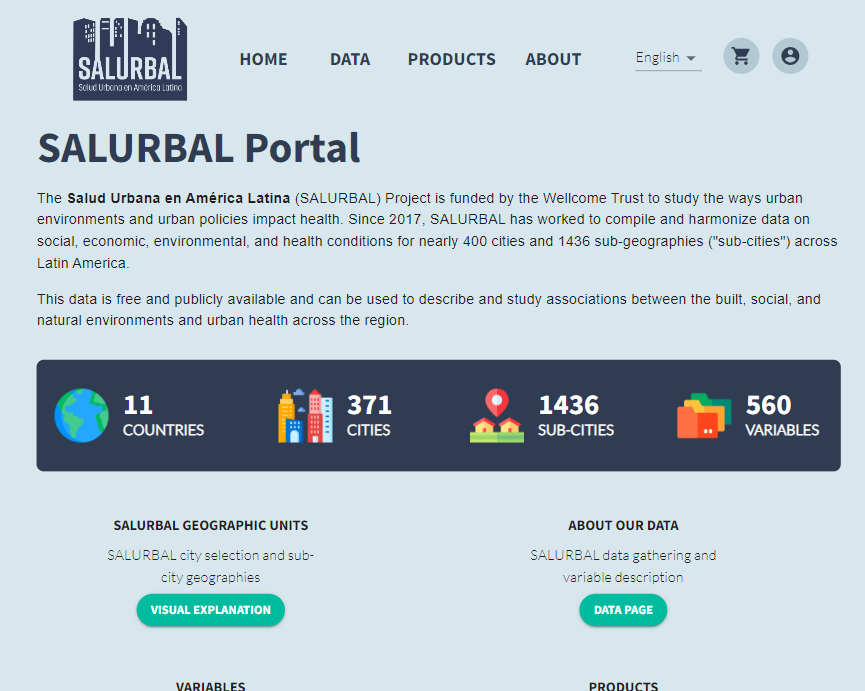 SALURBAL
Salud Urbana en América Latina
HOME DATA PRODUCTS ABOUT English
SALURBAL Portal
The Salud Urbana en América Latina (SALURBAL) Project is funded by the Wellcome Trust to study the ways urban
environments and urban policies impact health. Since 2017, SALURBAL has worked to compile and harmonize data on
social, economic, environmental, and health conditions for nearly 400 cities and 1436 sub-geographies ("sub-cities") across
Latin America.
This data is free and publicly available and can be used to describe and study associations between the built, social, and
natural environments and urban health across the region.
11
COUNTRIES
371
CITIES
1436
SUB-CITIES
560
VARIABLES
SALURBAL GEOGRAPHIC UNITS
SALURBAL city selection and sub-
city geographies
VISUAL EXPLANATION
ABOUT OUR DATA
SALURBAL data gathering and
variable description
DATA PAGE
VARIABLES
PRODUCTS